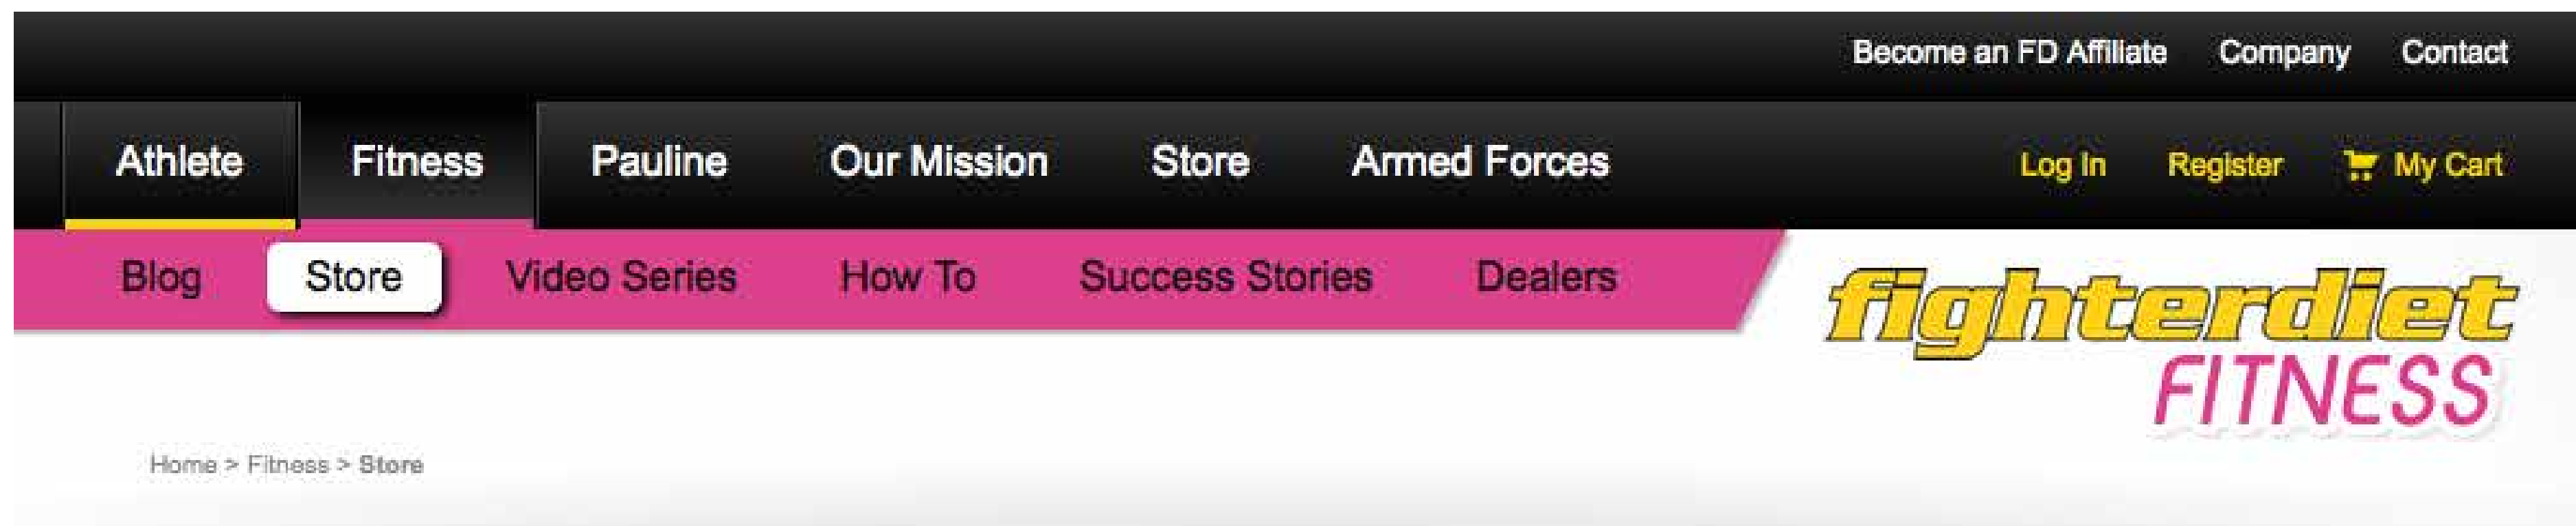 Become an FD Affiliate Company Contact
Athlete Fitness Pauline Our Mission Store Armed Forces Log In Register My Cart
Blog Store Video Series How To Success Stories Dealers
fighterdiet
FITNESS
Home > Fitness > Store